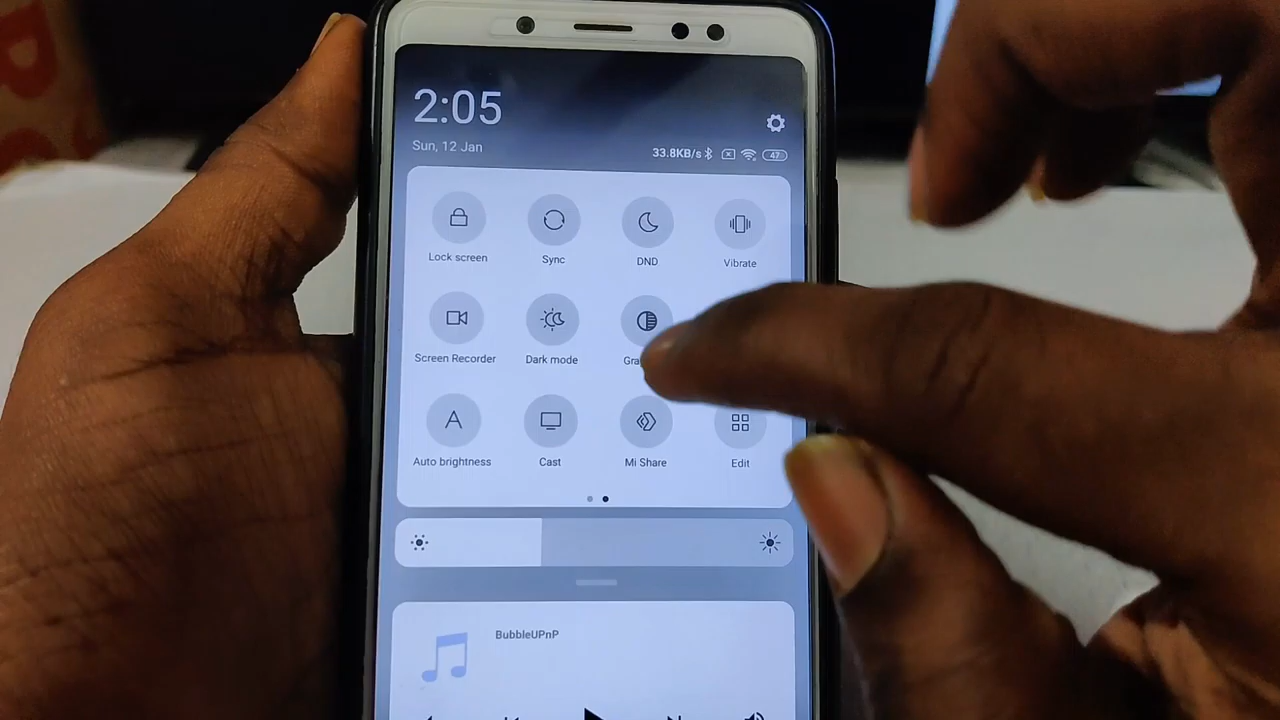 2:05
Sun, 12 Jan
33.8KB/s 47
Lock screen Sync DND Vibrate
Screen Recorder Dark mode
Auto brightness Cast Mi Share Edit
BubbleUPnP